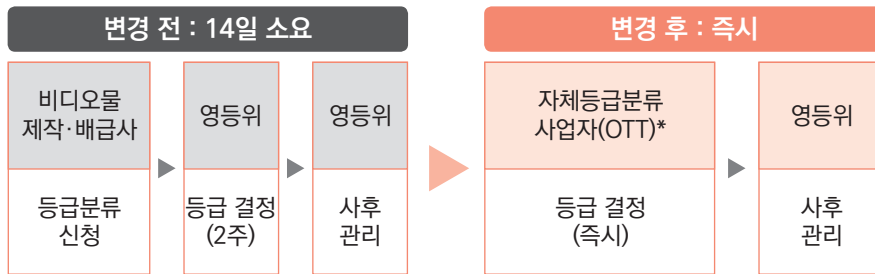 변경 전 : 14일 소요
비디오물
제작·배급사
등급분류
신청
영등위
등급 결정
(2주)
영등위
사후
관리
변경 후 : 즉시
자체등급분류
사업자(OTT)*
등급 결정
(즉시)
영등위
사후
관리